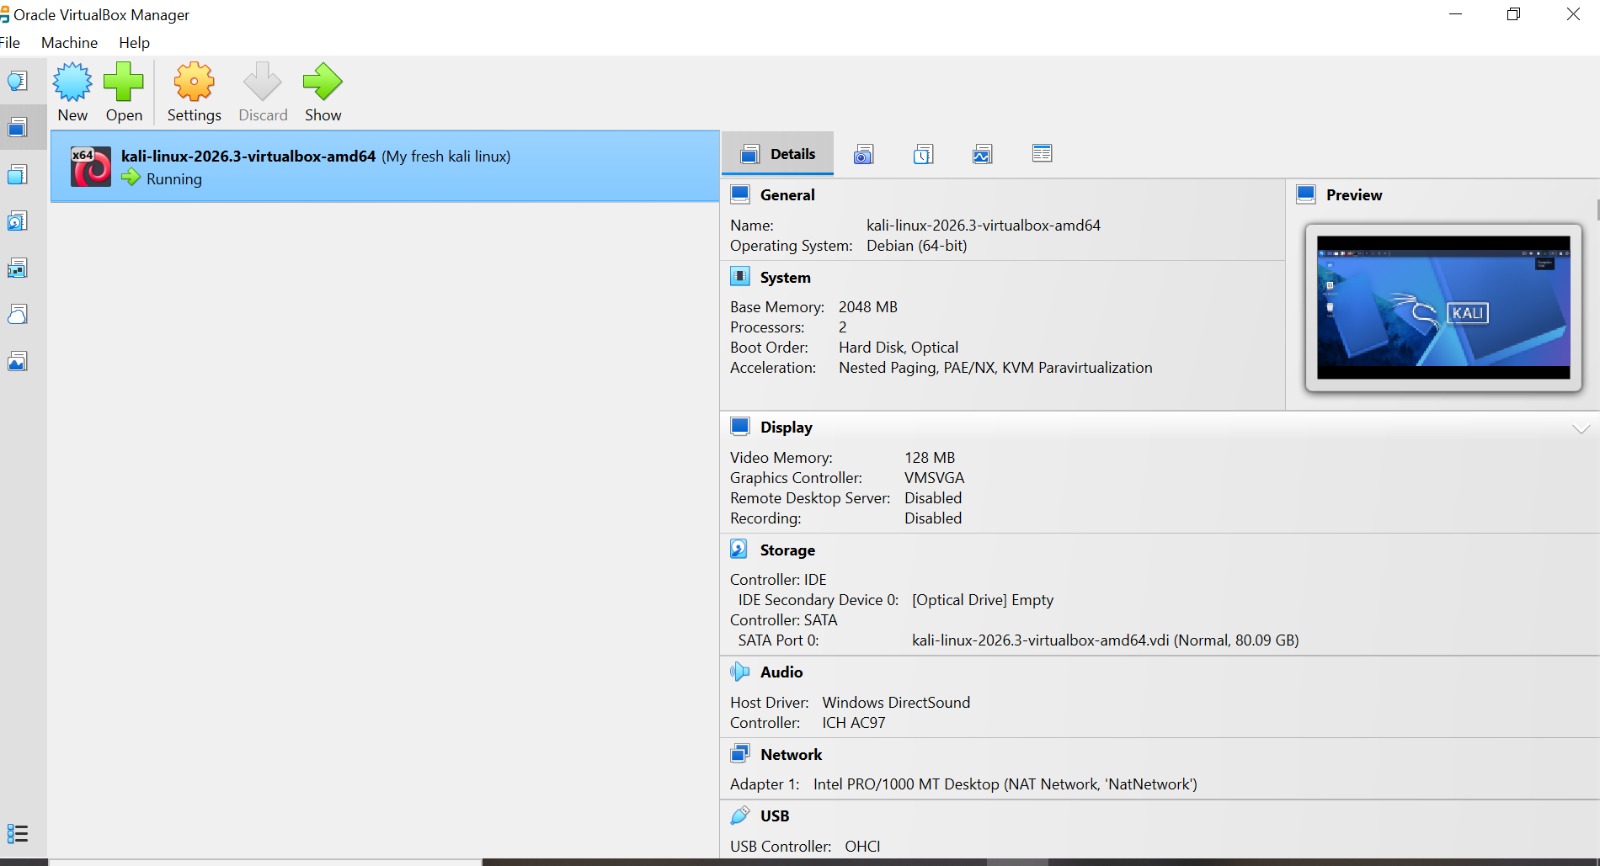 Oracle VirtualBox Manager
File Machine Help
New Open Settings Discard Show
x64
kali-linux-2026.3-virtualbox-amd64 (My fresh kali linux)
Running
Details
General
Name: kali-linux-2026.3-virtualbox-amd64
Operating System: Debian (64-bit)
System
Base Memory: 2048 MB
Processors: 2
Boot Order: Hard Disk, Optical
Acceleration: Nested Paging, PAE/NX, KVM Paravirtualization
Preview
KALI
Display
Video Memory: 128 MB
Graphics Controller: VMSVGA
Remote Desktop Server: Disabled
Recording: Disabled
Storage
Controller: IDE
IDE Secondary Device 0: [Optical Drive] Empty
Controller: SATA
SATA Port 0: kali-linux-2026.3-virtualbox-amd64.vdi (Normal, 80.09 GB)
Audio
Host Driver: Windows DirectSound
Controller: ICH AC97
Network
Adapter 1: Intel PRO/1000 MT Desktop (NAT Network, 'NatNetwork')
USB
USB Controller: OHCI